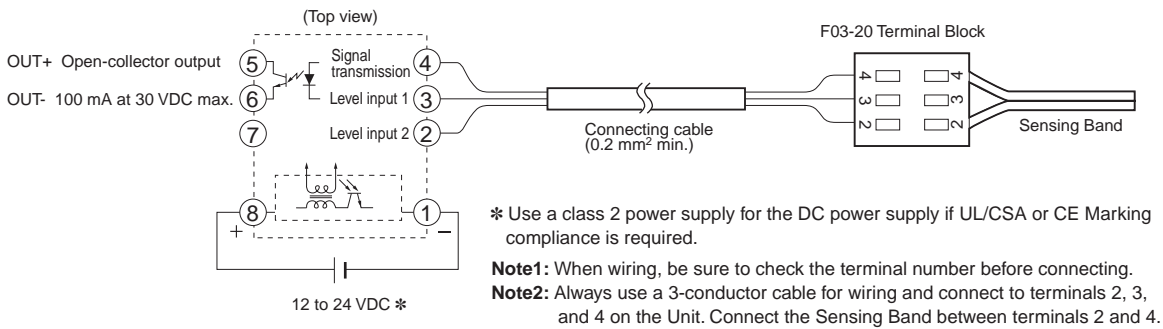 (Top view)
F03-20 Terminal Block
OUT+ Open-collector output
OUT- 100 mA at 30 VDC max.
5
6
7
8
Signal
transmission
Level input 1
Level input 2
4
3
2
1
+
−
12 to 24 VDC ✻
Connecting cable
(0.2 mm² min.)
4
3
2
4
3
2
Sensing Band
✻ Use a class 2 power supply for the DC power supply if UL/CSA or CE Marking
compliance is required.
Note1: When wiring, be sure to check the terminal number before connecting.
Note2: Always use a 3-conductor cable for wiring and connect to terminals 2, 3,
and 4 on the Unit. Connect the Sensing Band between terminals 2 and 4.